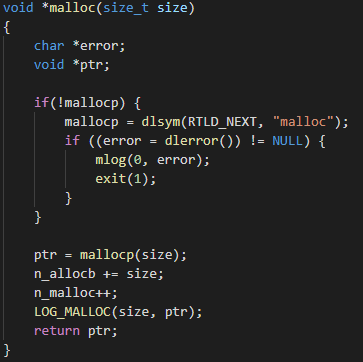 void *malloc(size_t size)
{
    char *error;
    void *ptr;

    if(!mallocp) {
        mallocp = dlsym(RTLD_NEXT, "malloc");
        if ((error = dlerror()) != NULL) {
            mlog(0, error);
            exit(1);
        }
    }

    ptr = mallocp(size);
    n_allocb += size;
    n_malloc++;
    LOG_MALLOC(size, ptr);
    return ptr;
}